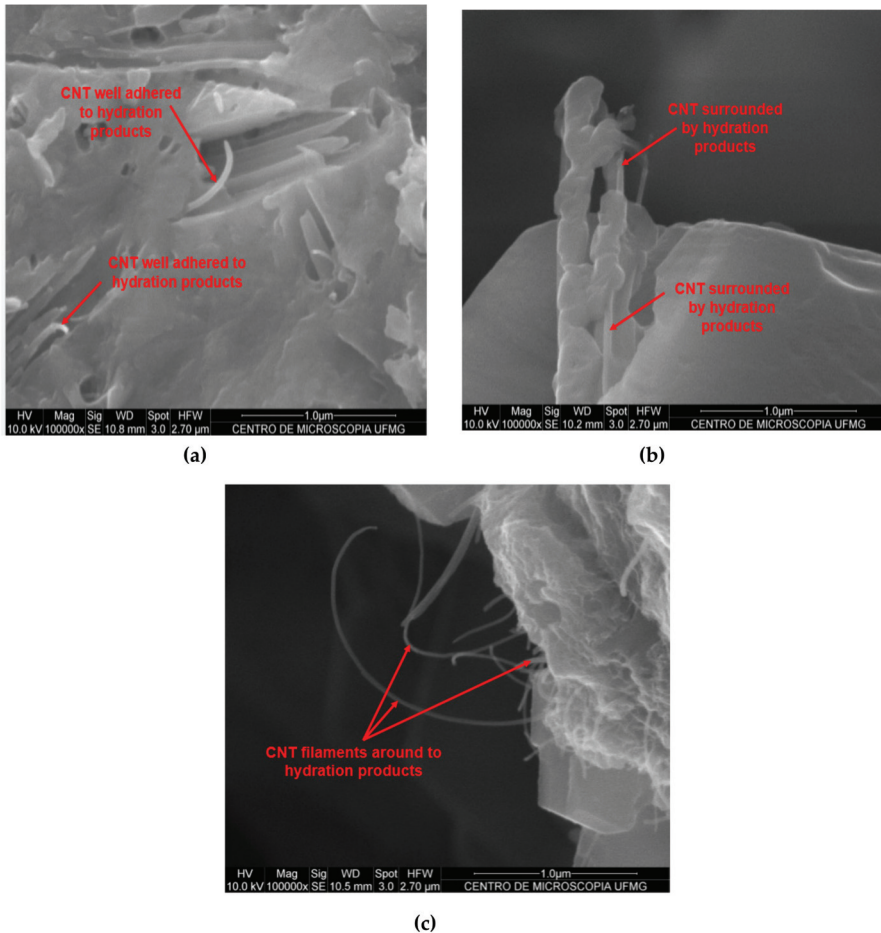 CNT well adhered
to hydration
products
CNT well adhered to
hydration products
HV Mag Sig WD Spot HFW 1.0µm
10.0 kV 100000x SE 10.8 mm 3.0 2.70 µm CENTRO DE MICROSCOPIA UFMG
(a)
CNT surrounded
by hydration
products
CNT surrounded
by hydration
products
HV Mag Sig WD Spot HFW 1.0µm
10.0 kV 100000x SE 10.2 mm 3.0 2.70 µm CENTRO DE MICROSCOPIA UFMG
(b)
CNT filaments around to
hydration products
HV Mag Sig WD Spot HFW 1.0µm
10.0 kV 100000x SE 10.5 mm 3.0 2.70 µm CENTRO DE MICROSCOPIA UFMG
(c)